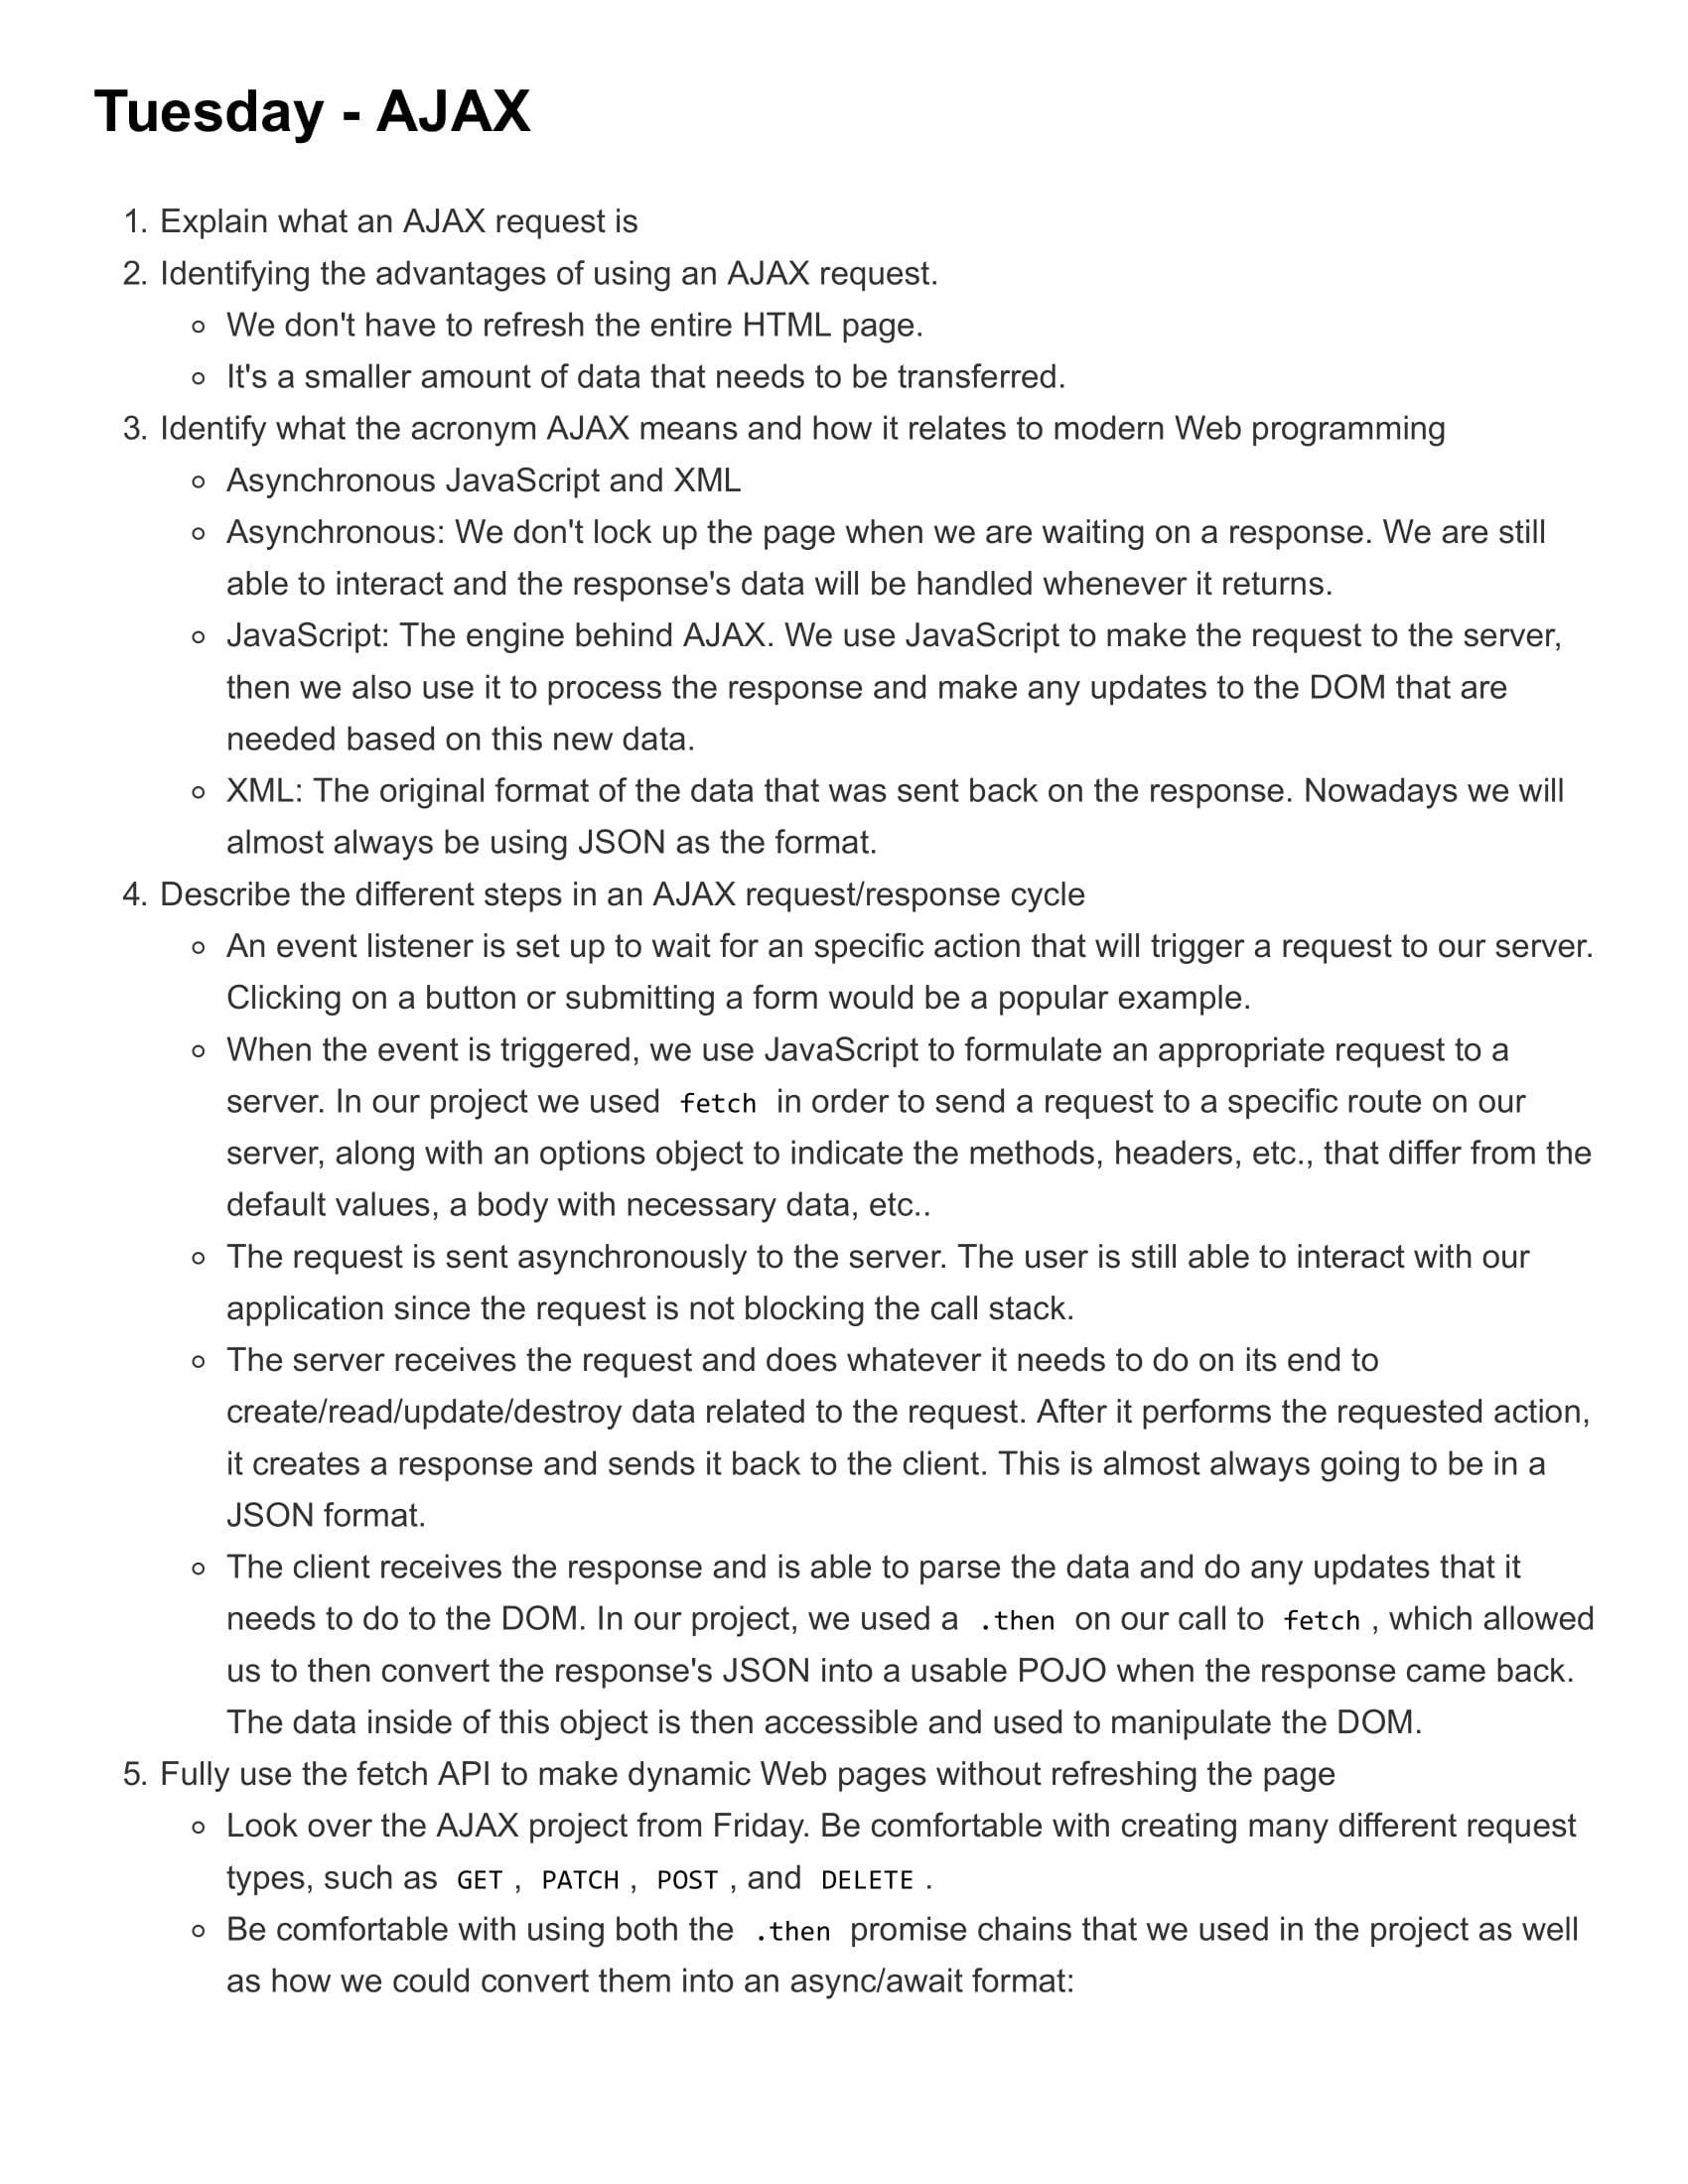 Tuesday - AJAX
1. Explain what an AJAX request is
2. Identifying the advantages of using an AJAX request.
We don't have to refresh the entire HTML page.
It's a smaller amount of data that needs to be transferred.
3. Identify what the acronym AJAX means and how it relates to modern Web programming
Asynchronous JavaScript and XML
Asynchronous: We don't lock up the page when we are waiting on a response. We are still
able to interact and the response's data will be handled whenever it returns.
JavaScript: The engine behind AJAX. We use JavaScript to make the request to the server,
then we also use it to process the response and make any updates to the DOM that are
needed based on this new data.
XML: The original format of the data that was sent back on the response. Nowadays we will
almost always be using JSON as the format.
4. Describe the different steps in an AJAX request/response cycle
An event listener is set up to wait for an specific action that will trigger a request to our server.
Clicking on a button or submitting a form would be a popular example.
When the event is triggered, we use JavaScript to formulate an appropriate request to a
server. In our project we used fetch in order to send a request to a specific route on our
server, along with an options object to indicate the methods, headers, etc., that differ from the
default values, a body with necessary data, etc..
The request is sent asynchronously to the server. The user is still able to interact with our
application since the request is not blocking the call stack.
The server receives the request and does whatever it needs to do on its end to
create/read/update/destroy data related to the request. After it performs the requested action,
it creates a response and sends it back to the client. This is almost always going to be in a
JSON format.
The client receives the response and is able to parse the data and do any updates that it
needs to do to the DOM. In our project, we used a .then on our call to fetch , which allowed
us to then convert the response's JSON into a usable POJO when the response came back.
The data inside of this object is then accessible and used to manipulate the DOM.
5. Fully use the fetch API to make dynamic Web pages without refreshing the page
Look over the AJAX project from Friday. Be comfortable with creating many different request
types, such as GET , PATCH , POST , and DELETE .
Be comfortable with using both the .then promise chains that we used in the project as well
as how we could convert them into an async/await format: